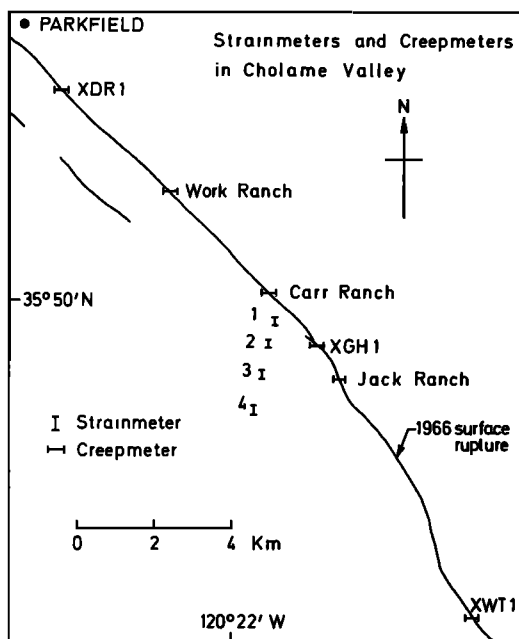 PARKFIELD
Strainmeters and Creepmeters
in Cholame Valley
XDR1
N
Work Ranch
Carr Ranch
35° 50' N
1
2
XGH1
3
Jack Ranch
4
Strainmeter
Creepmeter
1966 surface
rupture
0 2 4 Km
XWT1
120° 22' W